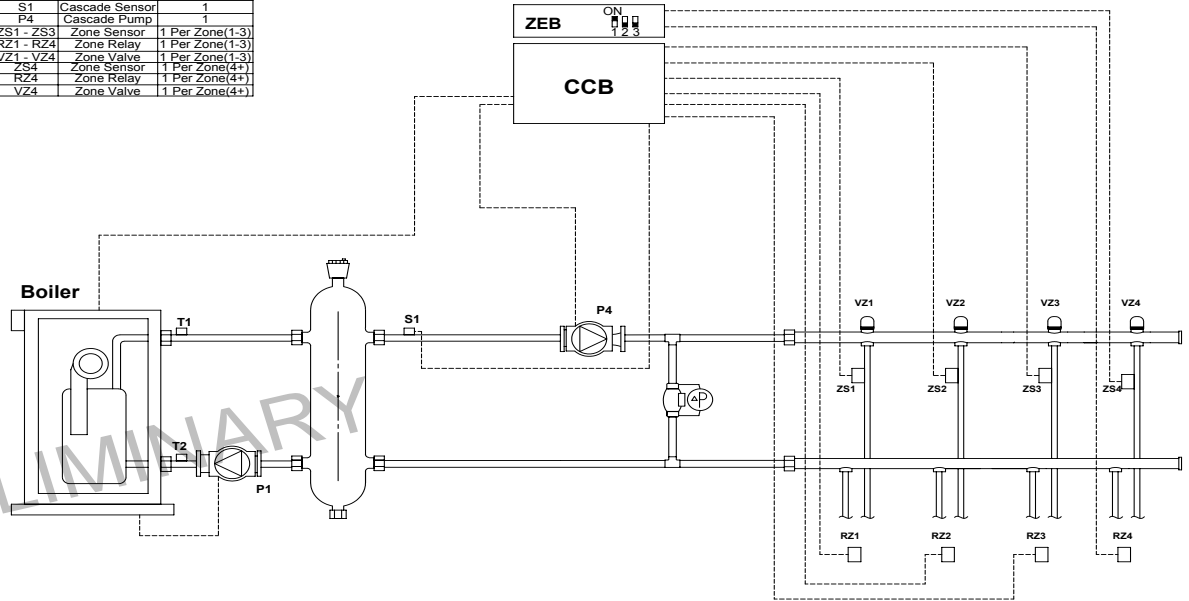 S1 Cascade Sensor 1
P4 Cascade Pump 1
ZS1 - ZS3 Zone Sensor 1 Per Zone(1-3)
RZ1 - RZ4 Zone Relay 1 Per Zone(1-3)
VZ1 - VZ4 Zone Valve 1 Per Zone(1-3)
ZS4 Zone Sensor 1 Per Zone(4+)
RZ4 Zone Relay 1 Per Zone(4+)
VZ4 Zone Valve 1 Per Zone(4+)
ZEB
ON
1 2 3
CCB
Boiler
T1
S1
P4
VZ1
VZ2
VZ3
VZ4
ZS1
ZS2
ZS3
ZS4
ΔP
T2
P1
RZ1
RZ2
RZ3
RZ4
LIMINARY